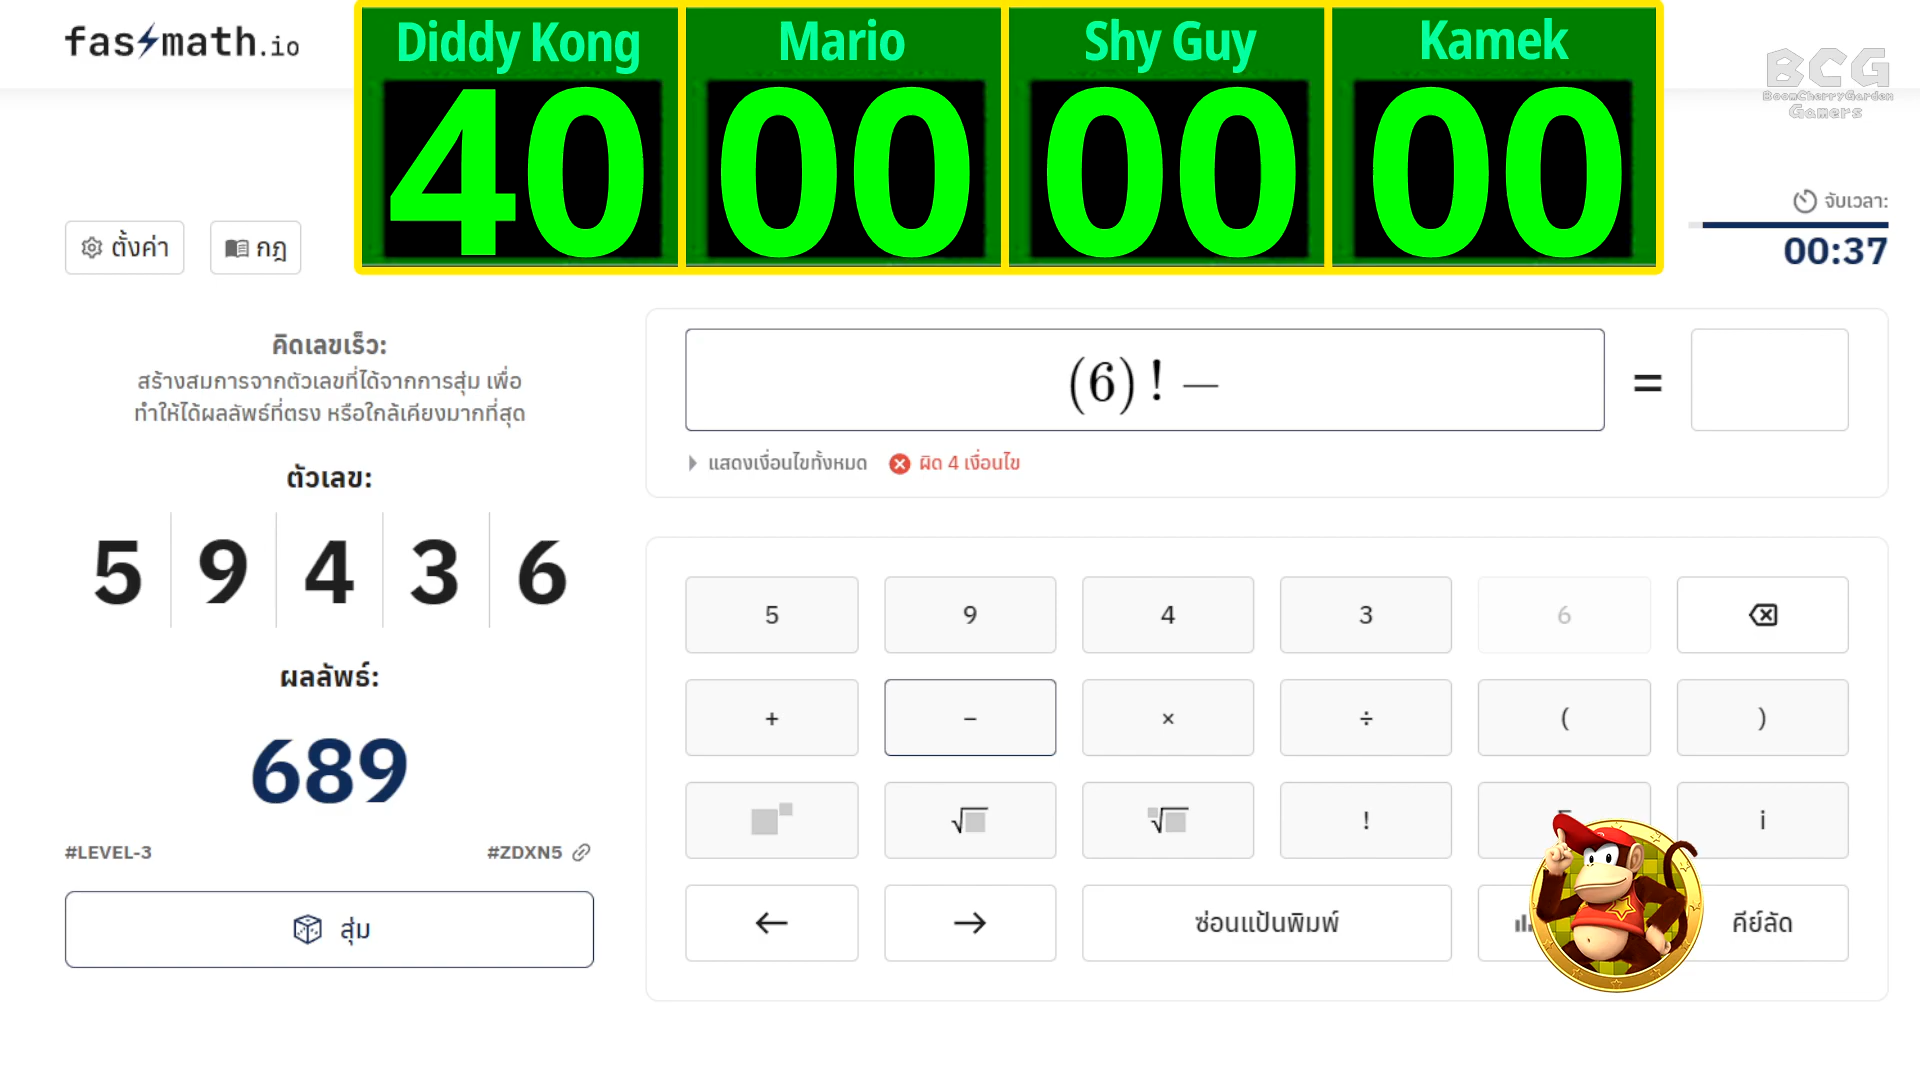 fastmath.io
Diddy Kong
Mario
Shy Guy
Kamek
40
00
00
00
BCG
BoomCherryGarden
Gamers
ตั้งค่า
กฎ
จับเวลา:
00:37
คิดเลขเร็ว:
สร้างสมการจากตัวเลขที่ได้จากการสุ่ม เพื่อ
ทำให้ได้ผลลัพธ์ที่ตรง หรือใกล้เคียงมากที่สุด
(6)! −
=
แสดงเงื่อนไขทั้งหมด
ผิด 4 เงื่อนไข
ตัวเลข:
5 9 4 3 6
ผลลัพธ์:
689
#LEVEL-3
#ZDXN5
สุ่ม
5 9 4 3 6
+ − × ÷ ( )
√ √ ! i
← →
ซ่อนแป้นพิมพ์
คีย์ลัด